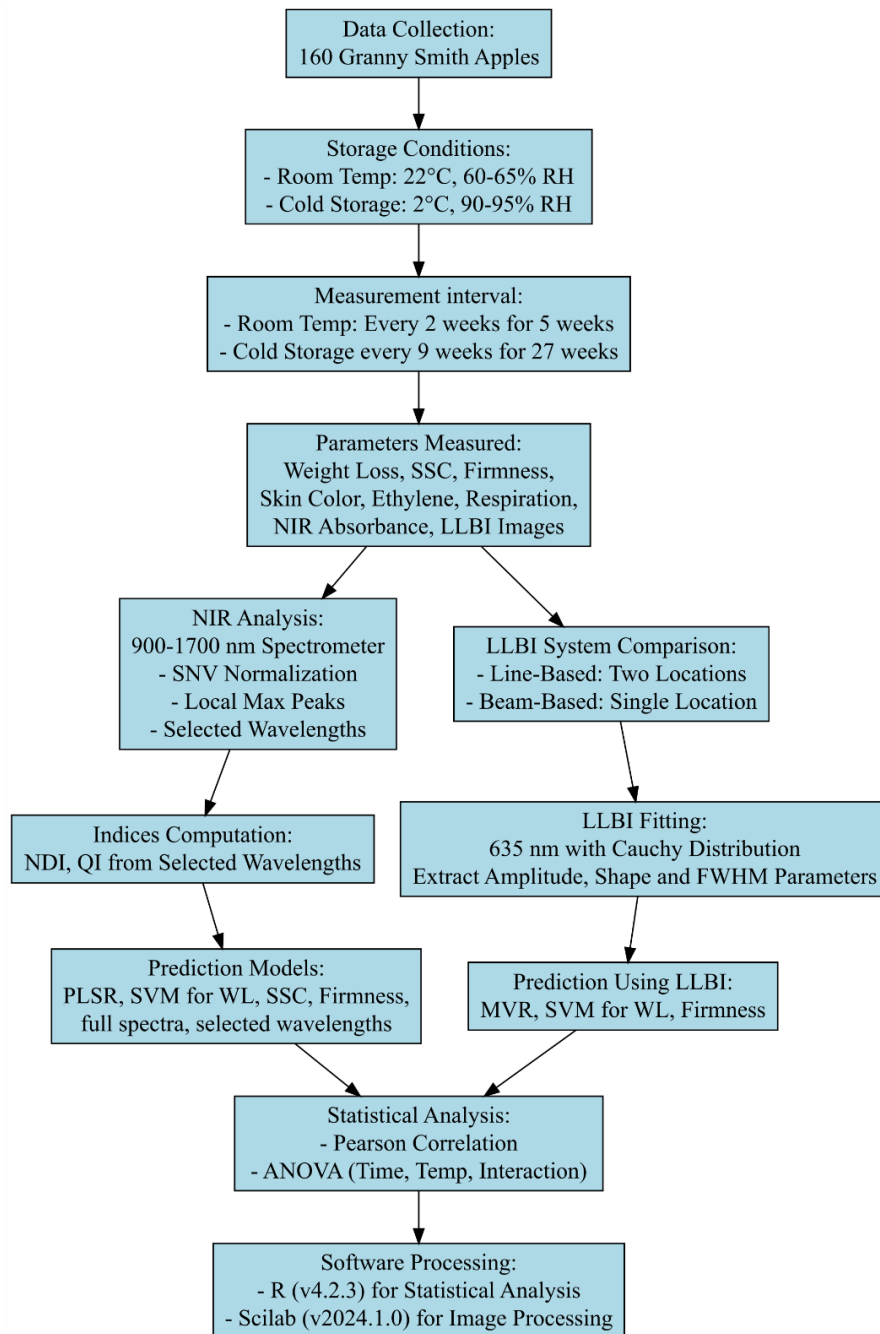 Data Collection:
160 Granny Smith Apples
Storage Conditions:
- Room Temp: 22°C, 60-65% RH
- Cold Storage: 2°C, 90-95% RH
Measurement interval:
- Room Temp: Every 2 weeks for 5 weeks
- Cold Storage every 9 weeks for 27 weeks
Parameters Measured:
Weight Loss, SSC, Firmness,
Skin Color, Ethylene, Respiration,
NIR Absorbance, LLBI Images
NIR Analysis:
900-1700 nm Spectrometer
- SNV Normalization
- Local Max Peaks
- Selected Wavelengths
LLBI System Comparison:
- Line-Based: Two Locations
- Beam-Based: Single Location
Indices Computation:
NDI, QI from Selected Wavelengths
LLBI Fitting:
635 nm with Cauchy Distribution
Extract Amplitude, Shape and FWHM Parameters
Prediction Models:
PLSR, SVM for WL, SSC, Firmness,
full spectra, selected wavelengths
Prediction Using LLBI:
MVR, SVM for WL, Firmness
Statistical Analysis:
- Pearson Correlation
- ANOVA (Time, Temp, Interaction)
Software Processing:
- R (v4.2.3) for Statistical Analysis
- Scilab (v2024.1.0) for Image Processing